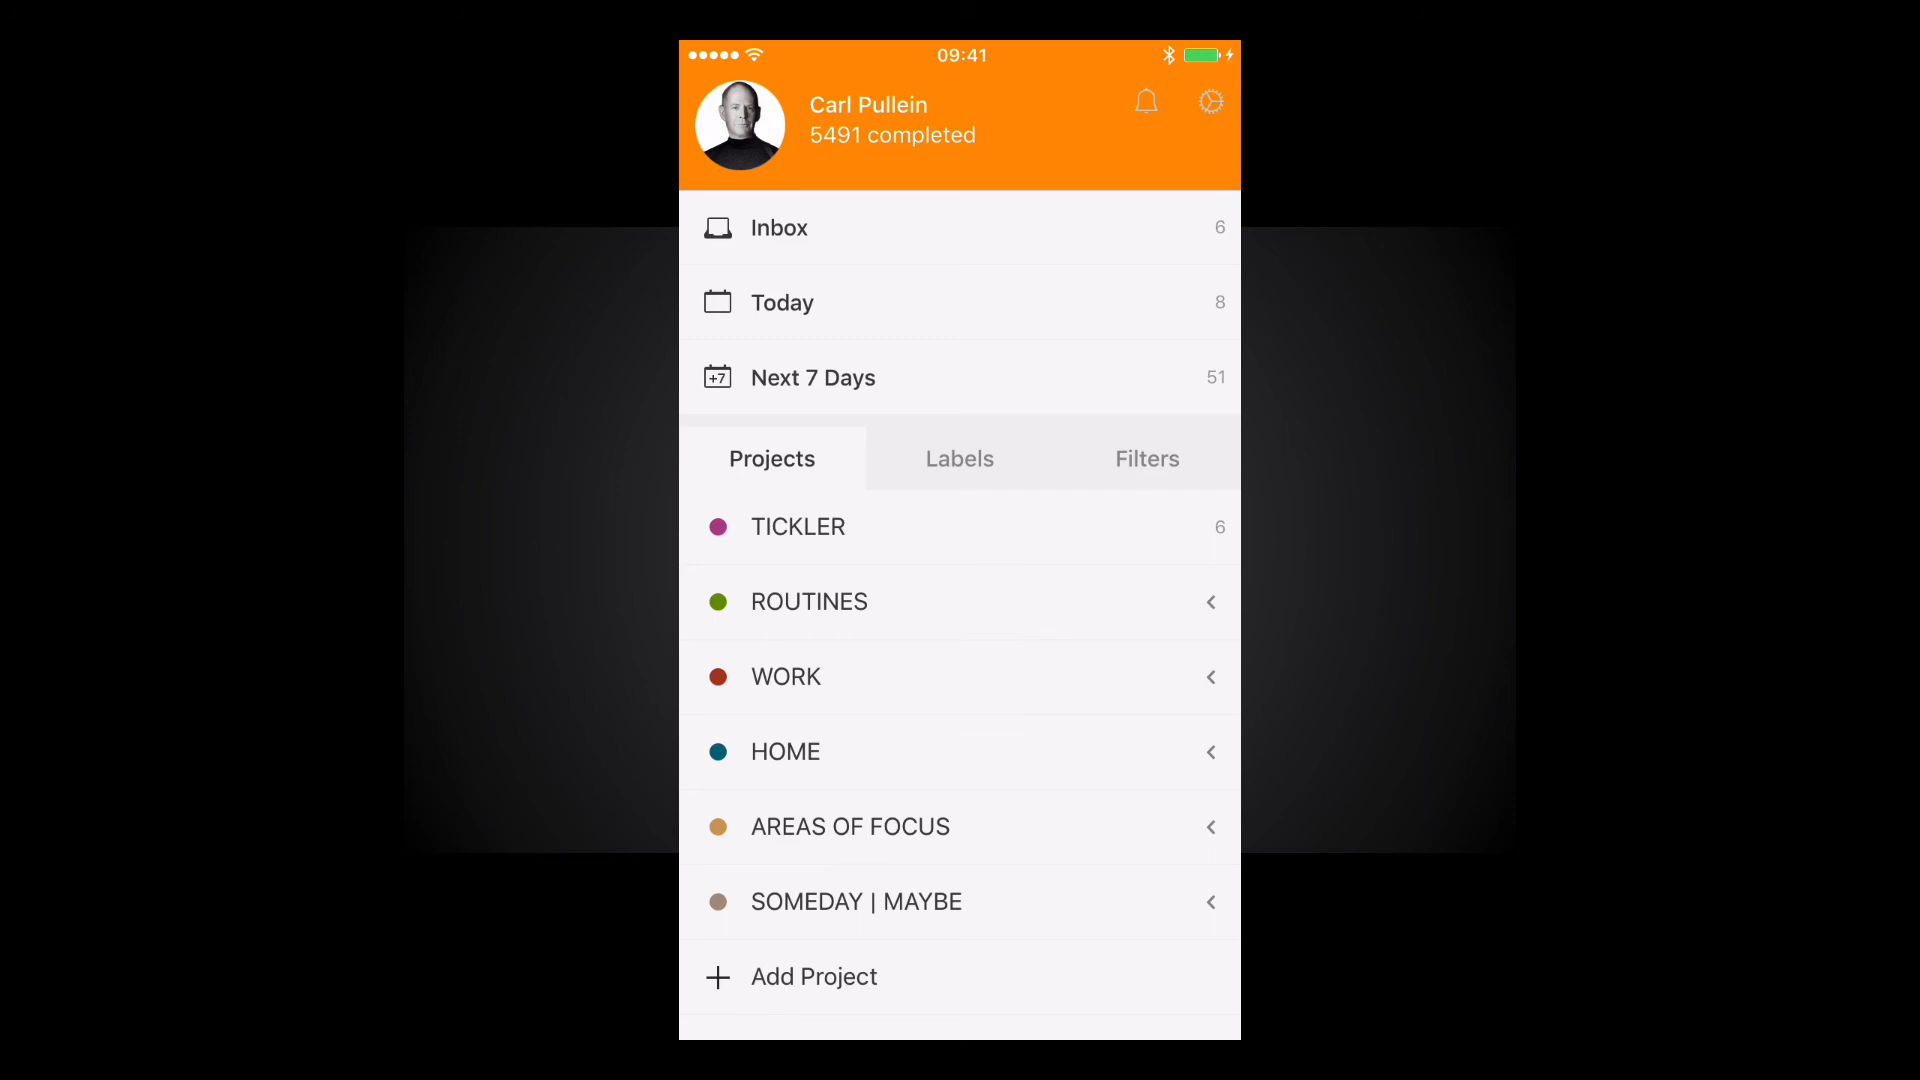 09:41
Carl Pullein
5491 completed
Inbox 6
Today 8
+7 Next 7 Days 51
Projects Labels Filters
TICKLER 6
ROUTINES
WORK
HOME
AREAS OF FOCUS
SOMEDAY | MAYBE
Add Project